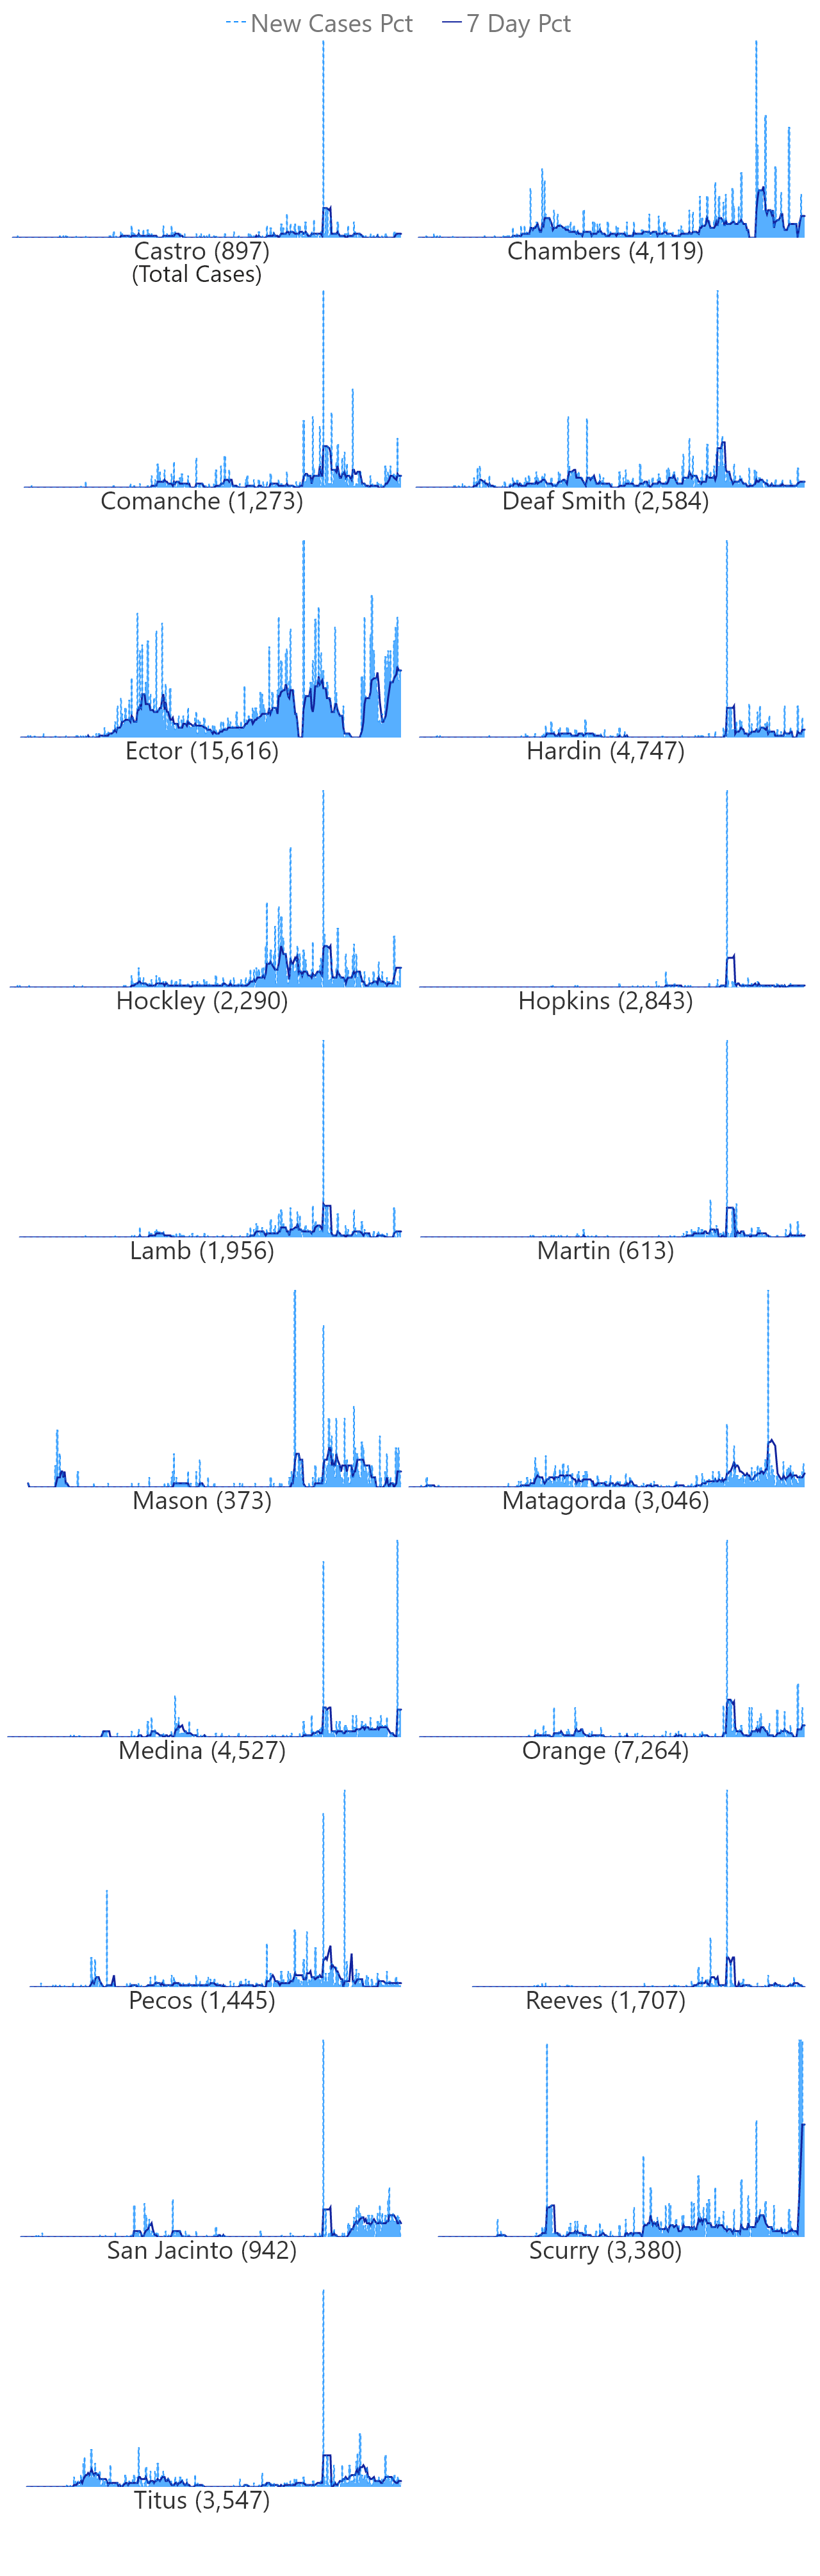 New Cases Pct 7 Day Pct
Castro (897) Chambers (4,119)
(Total Cases)
Comanche (1,273) Deaf Smith (2,584)
Ector (15,616) Hardin (4,747)
Hockley (2,290) Hopkins (2,843)
Lamb (1,956) Martin (613)
Mason (373) Matagorda (3,046)
Medina (4,527) Orange (7,264)
Pecos (1,445) Reeves (1,707)
San Jacinto (942) Scurry (3,380)
Titus (3,547)